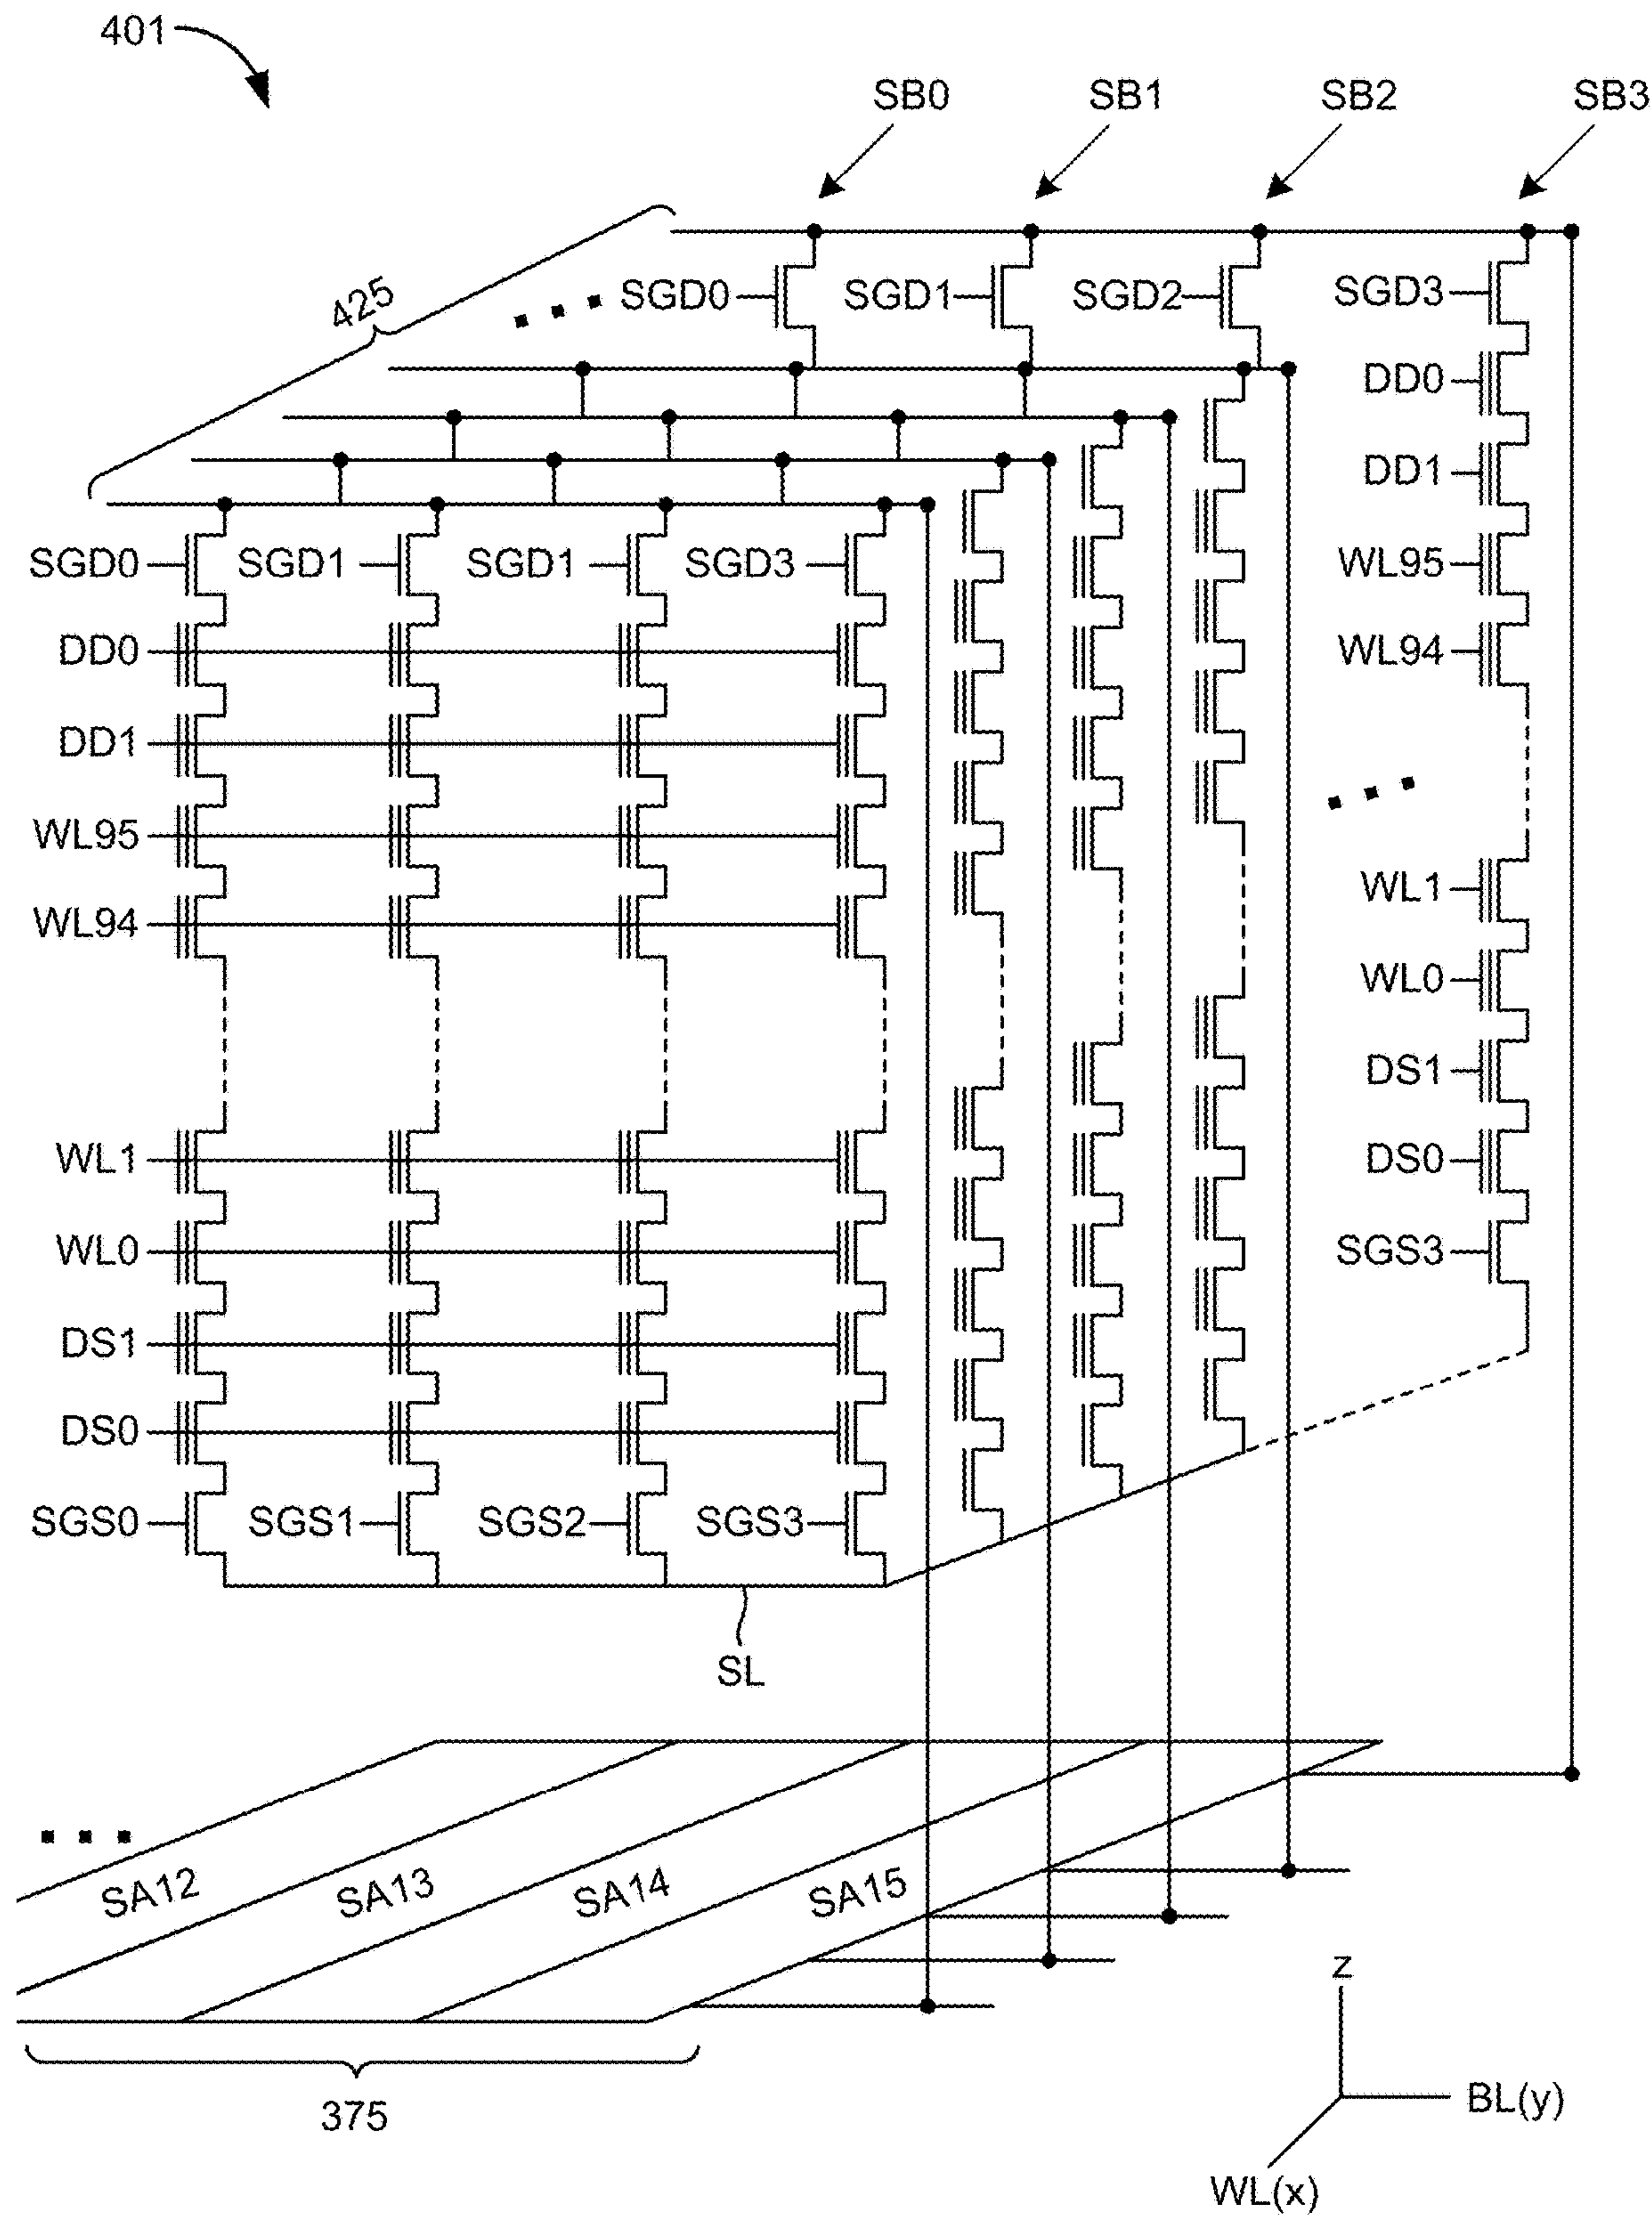 401
SB0 SB1 SB2 SB3
425
SGD0 SGD1 SGD2 SGD3
DD0
DD1
WL95
WL94
SGD0 SGD1 SGD1 SGD3
DD0
DD1
WL95
WL94
WL1
WL0
DS1
DS0
SGS3
WL1
WL0
DS1
DS0
SGS0 SGS1 SGS2 SGS3
SL
SA12 SA13 SA14 SA15
375
z
BL(y)
WL(x)